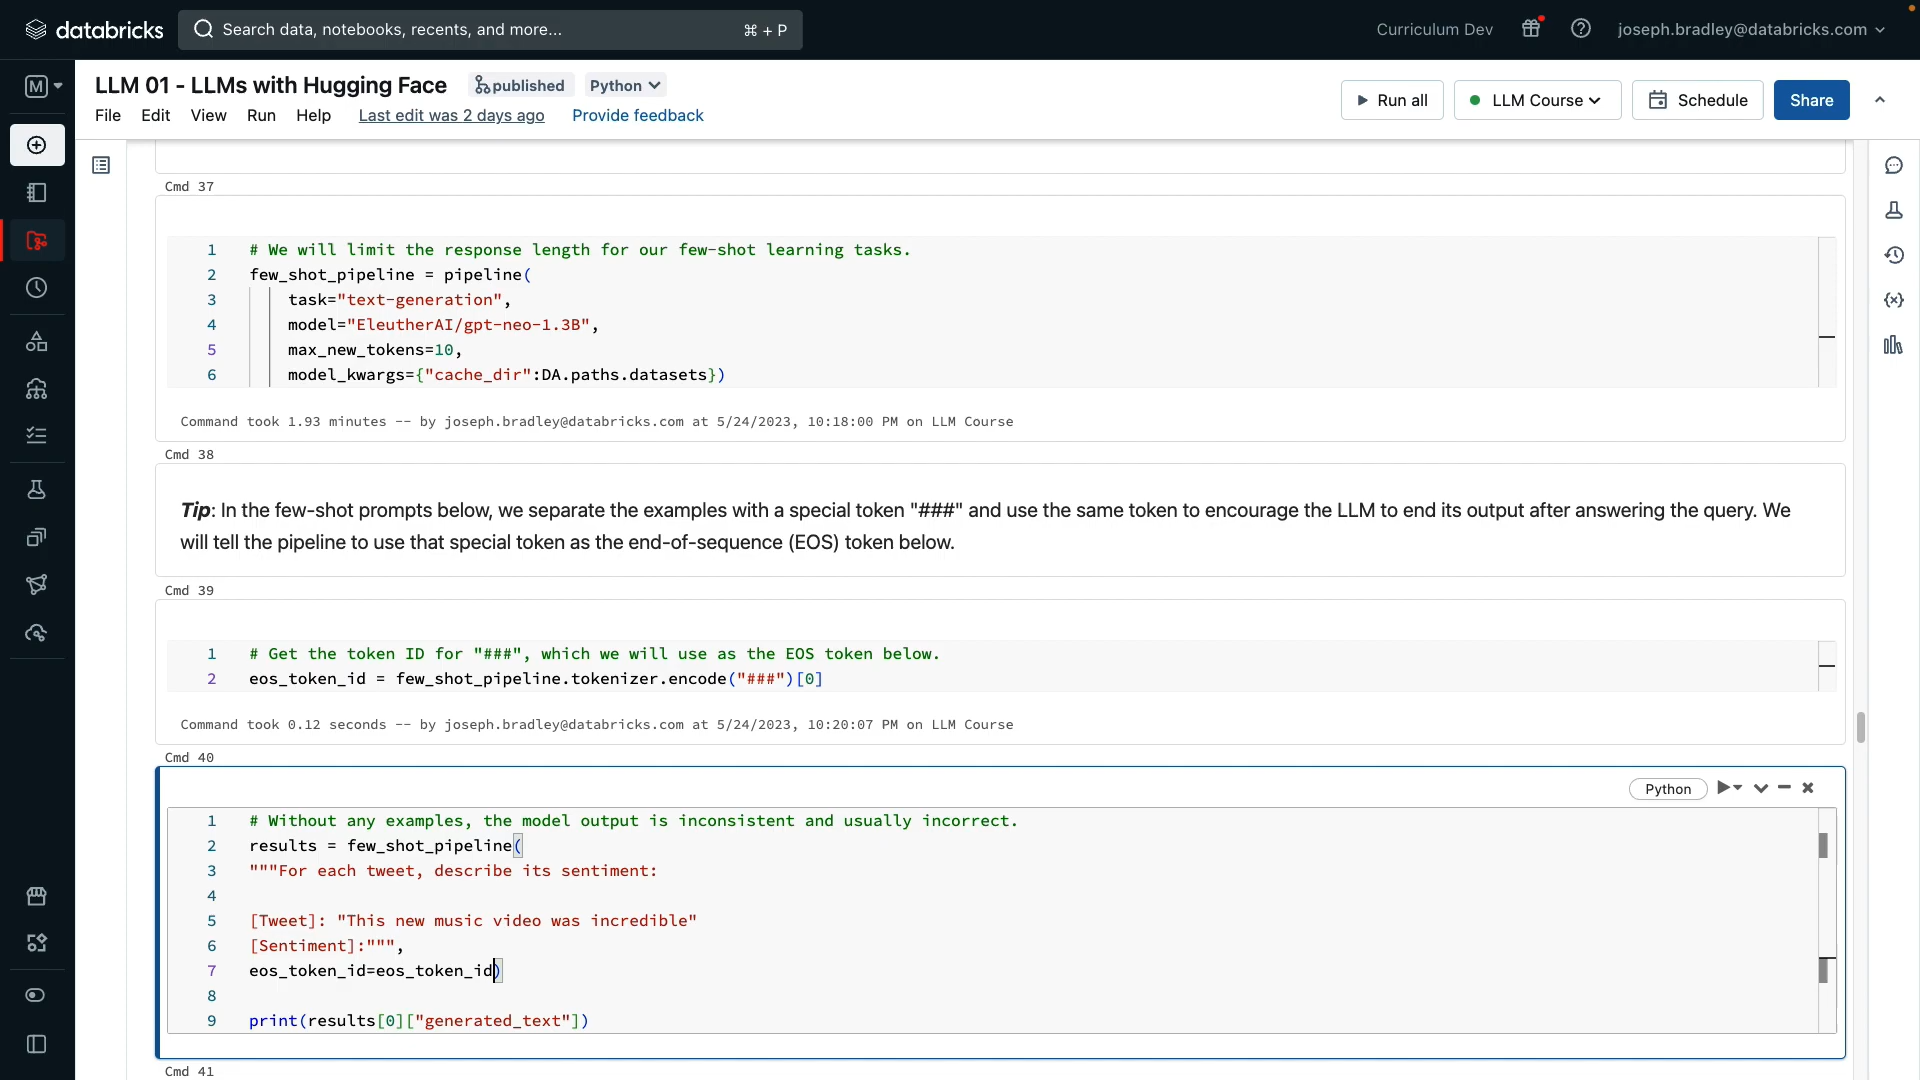 databricks
Search data, notebooks, recents, and more...
⌘ + P
Curriculum Dev
joseph.bradley@databricks.com
M
LLM 01 - LLMs with Hugging Face
published
Python
File Edit View Run Help Last edit was 2 days ago Provide feedback
Run all
LLM Course
Schedule
Share
Cmd 37
1 # We will limit the response length for our few-shot learning tasks.
2 few_shot_pipeline = pipeline(
3 task="text-generation",
4 model="EleutherAI/gpt-neo-1.3B",
5 max_new_tokens=10,
6 model_kwargs={"cache_dir":DA.paths.datasets})
Command took 1.93 minutes -- by joseph.bradley@databricks.com at 5/24/2023, 10:18:00 PM on LLM Course
Cmd 38
Tip: In the few-shot prompts below, we separate the examples with a special token "###" and use the same token to encourage the LLM to end its output after answering the query. We
will tell the pipeline to use that special token as the end-of-sequence (EOS) token below.
Cmd 39
1 # Get the token ID for "###", which we will use as the EOS token below.
2 eos_token_id = few_shot_pipeline.tokenizer.encode("###")[0]
Command took 0.12 seconds -- by joseph.bradley@databricks.com at 5/24/2023, 10:20:07 PM on LLM Course
Cmd 40
Python
1 # Without any examples, the model output is inconsistent and usually incorrect.
2 results = few_shot_pipeline(
3 """For each tweet, describe its sentiment:
4
5 [Tweet]: "This new music video was incredible"
6 [Sentiment]:""",
7 eos_token_id=eos_token_id)
8
9 print(results[0]["generated_text"])
Cmd 41